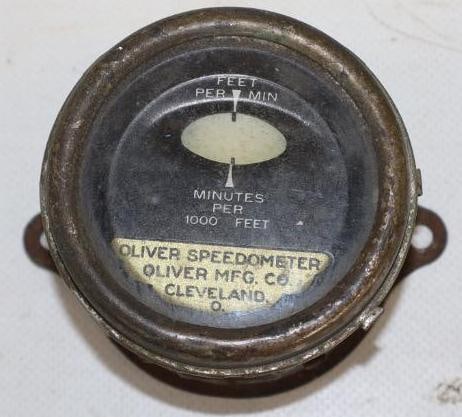 FEET
PER MIN
MINUTES
PER
1000 FEET
OLIVER SPEEDOMETER
OLIVER MFG. CO.
CLEVELAND,
O.